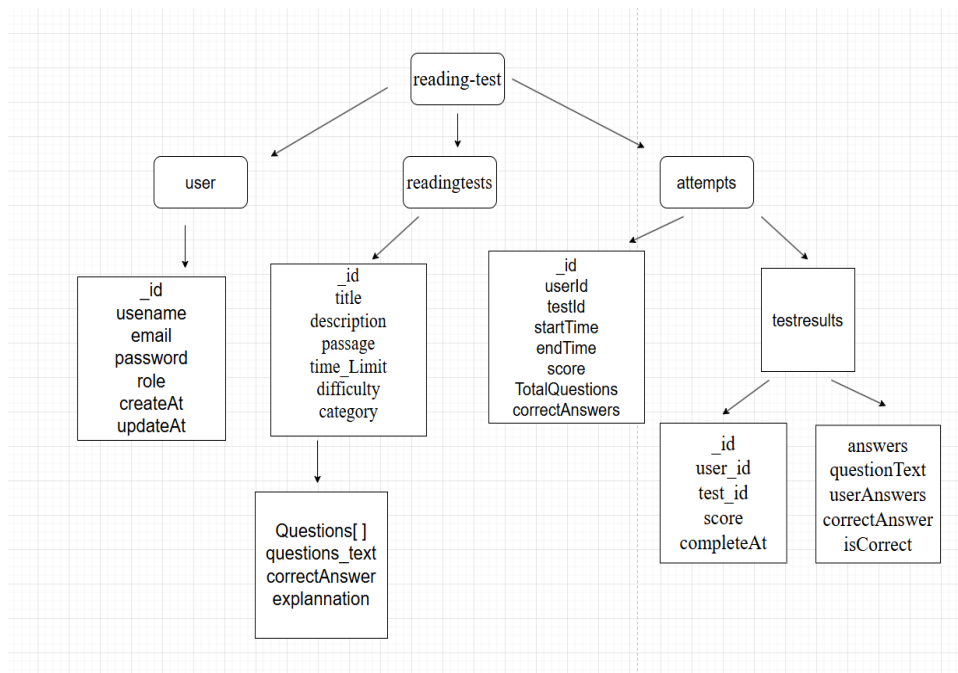 reading-test
user
readingtests
attempts
_id
usename
email
password
role
createAt
updateAt
_id
title
description
passage
time_Limit
difficulty
category
_id
userId
testId
startTime
endTime
score
TotalQuestions
correctAnswers
testresults
Questions[ ]
questions_text
correctAnswer
explannation
_id
user_id
test_id
score
completeAt
answers
questionText
userAnswers
correctAnswer
isCorrect